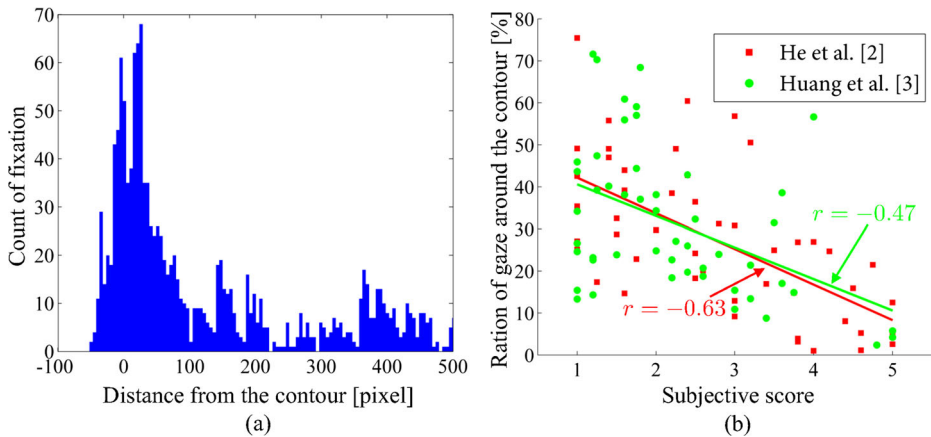 70
60
50
40
30
20
10
0
-100 0 100 200 300 400 500
Count of fixation
Distance from the contour [pixel]
(a)
80
70
60
50
40
30
20
10
0
1 2 3 4 5
Ration of gaze around the contour [%]
Subjective score
He et al. [2]
Huang et al. [3]
r = −0.47
r = −0.63
(b)